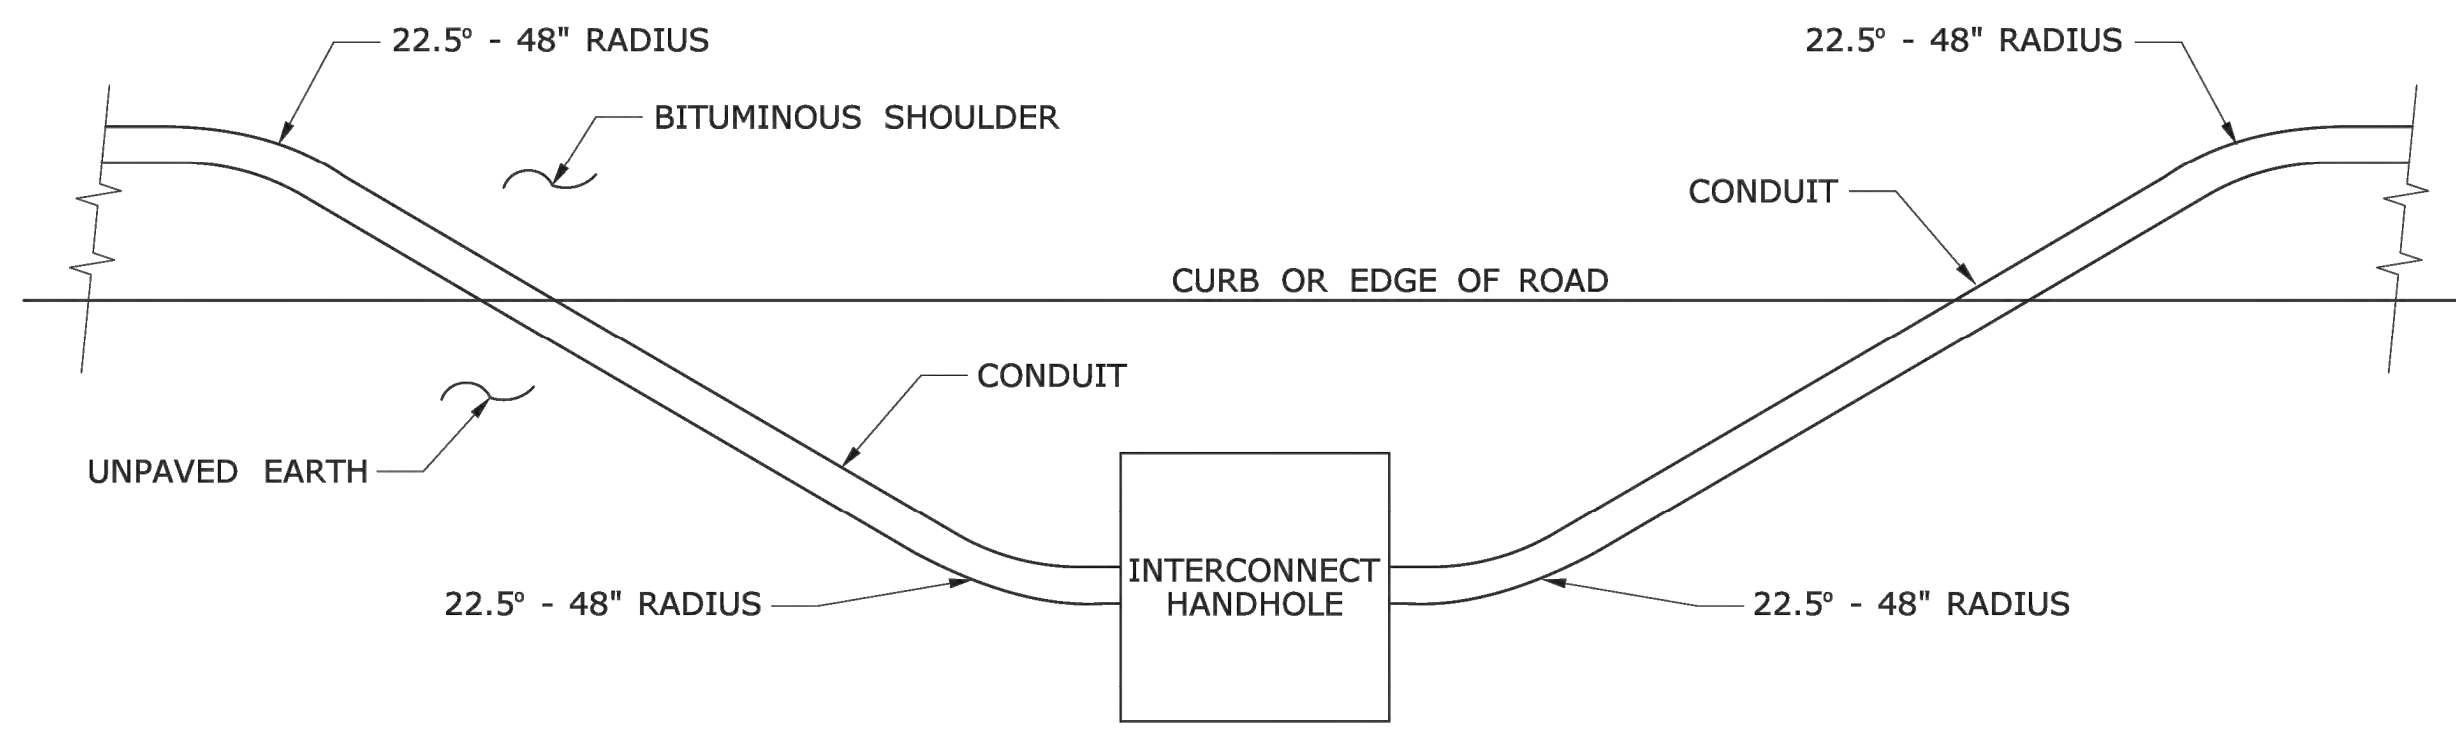 22.5° - 48" RADIUS
22.5° - 48" RADIUS
BITUMINOUS SHOULDER
CONDUIT
CURB OR EDGE OF ROAD
CONDUIT
UNPAVED EARTH
INTERCONNECT
HANDHOLE
22.5° - 48" RADIUS
22.5° - 48" RADIUS